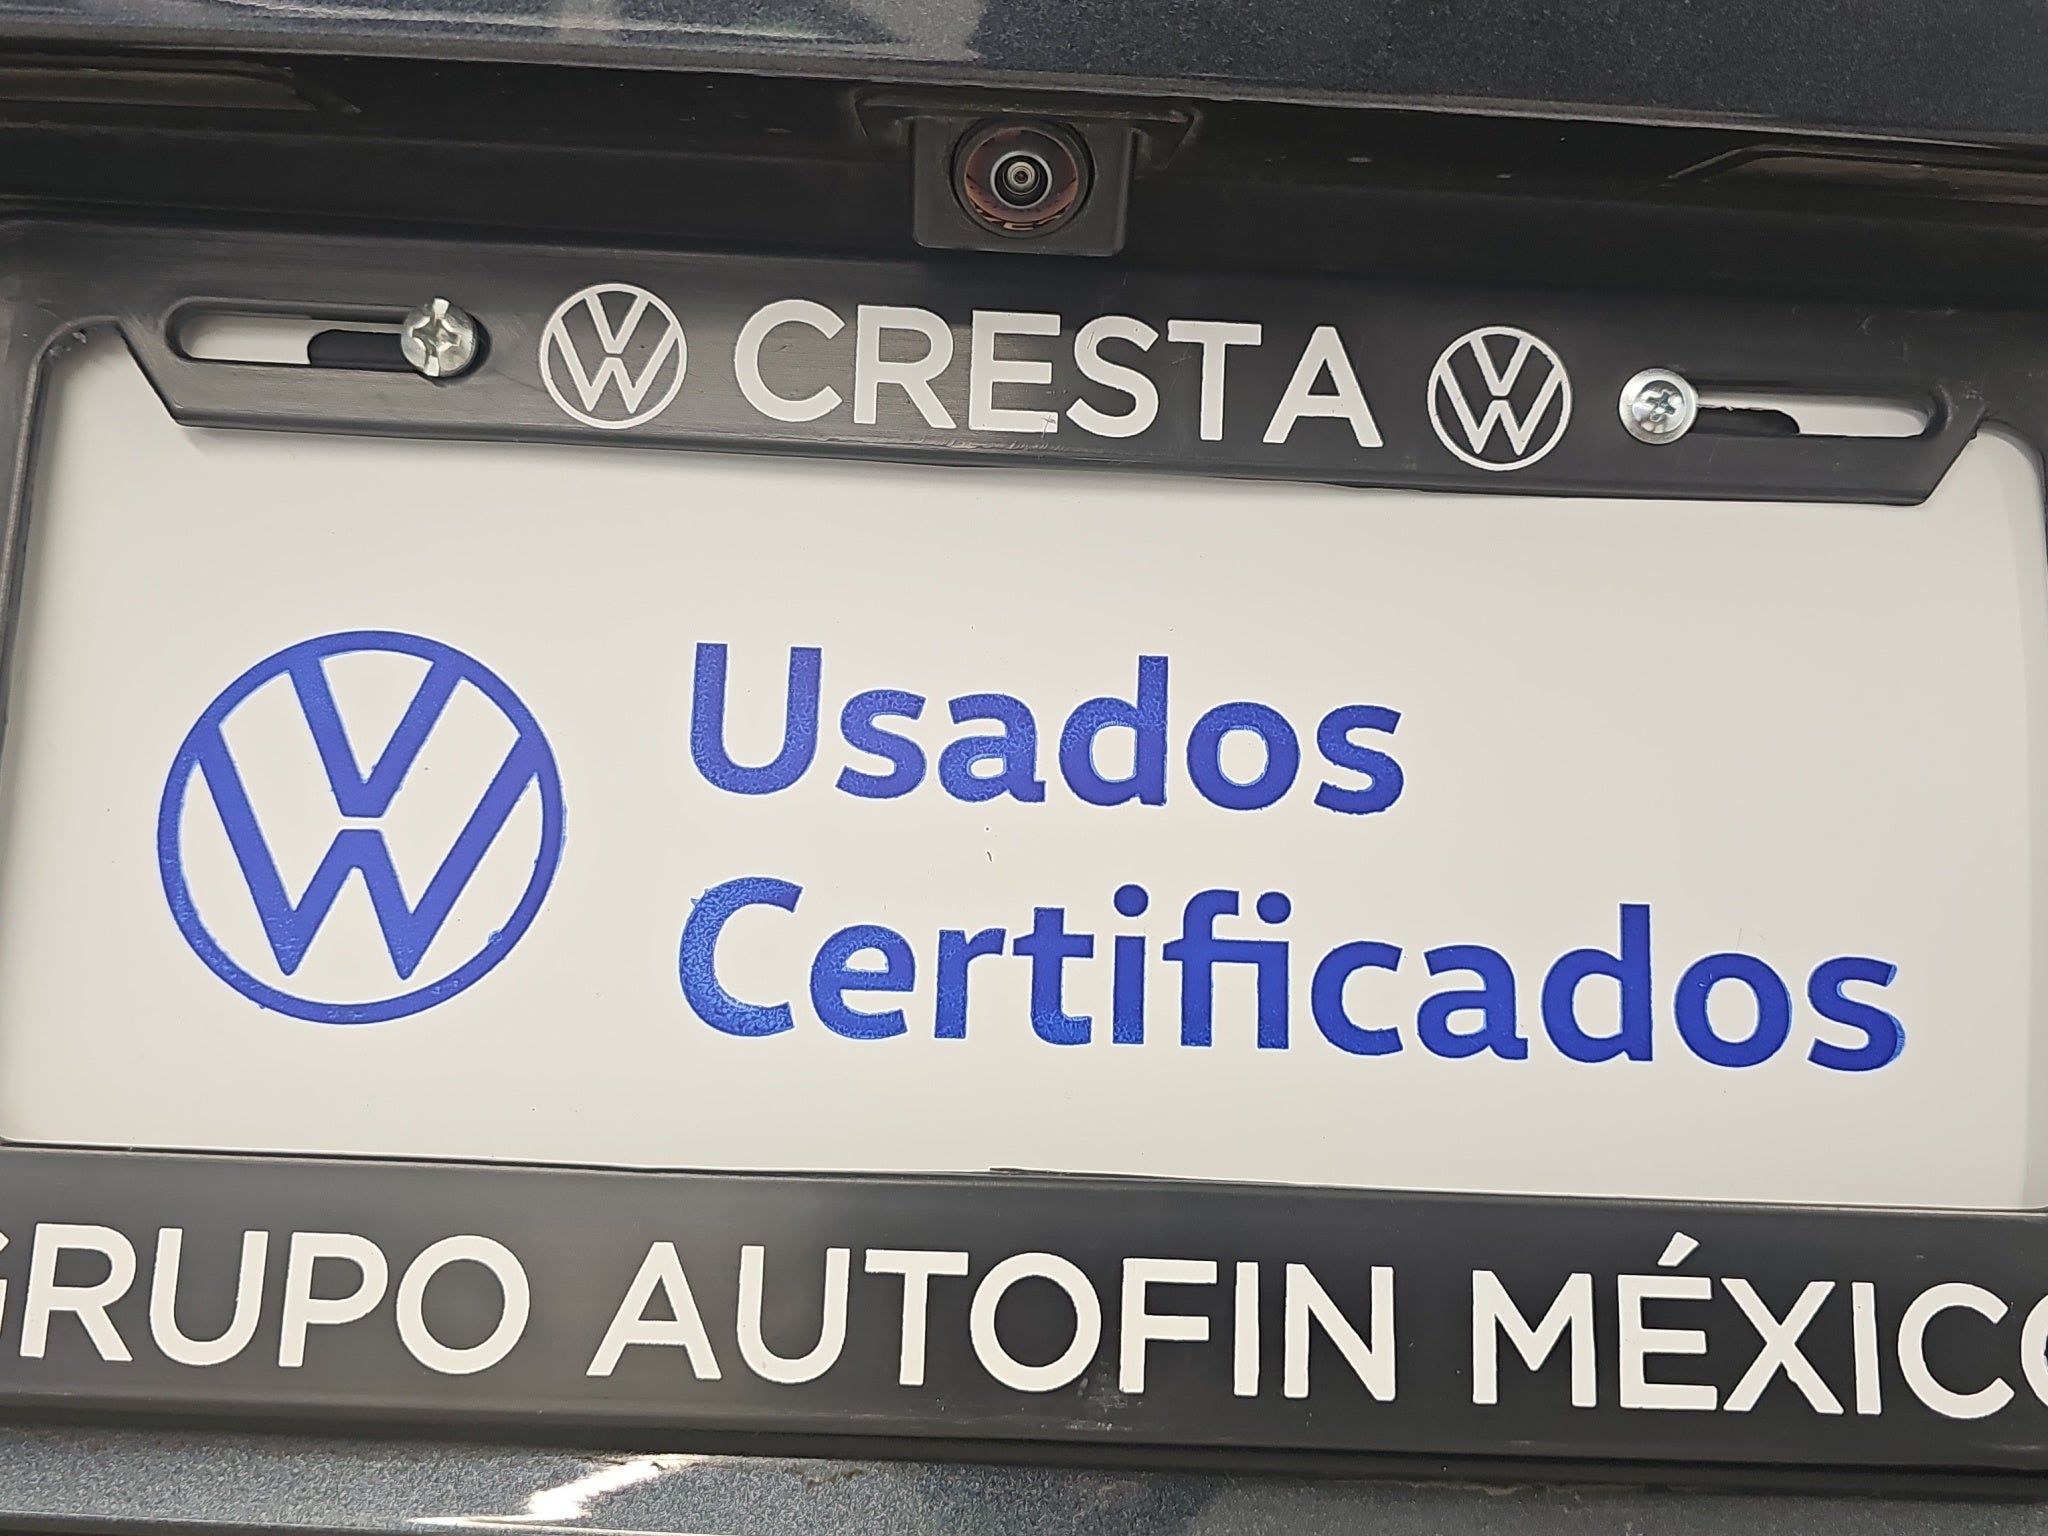 CRESTA
Usados
Certificados
GRUPO AUTOFIN MÉXICO